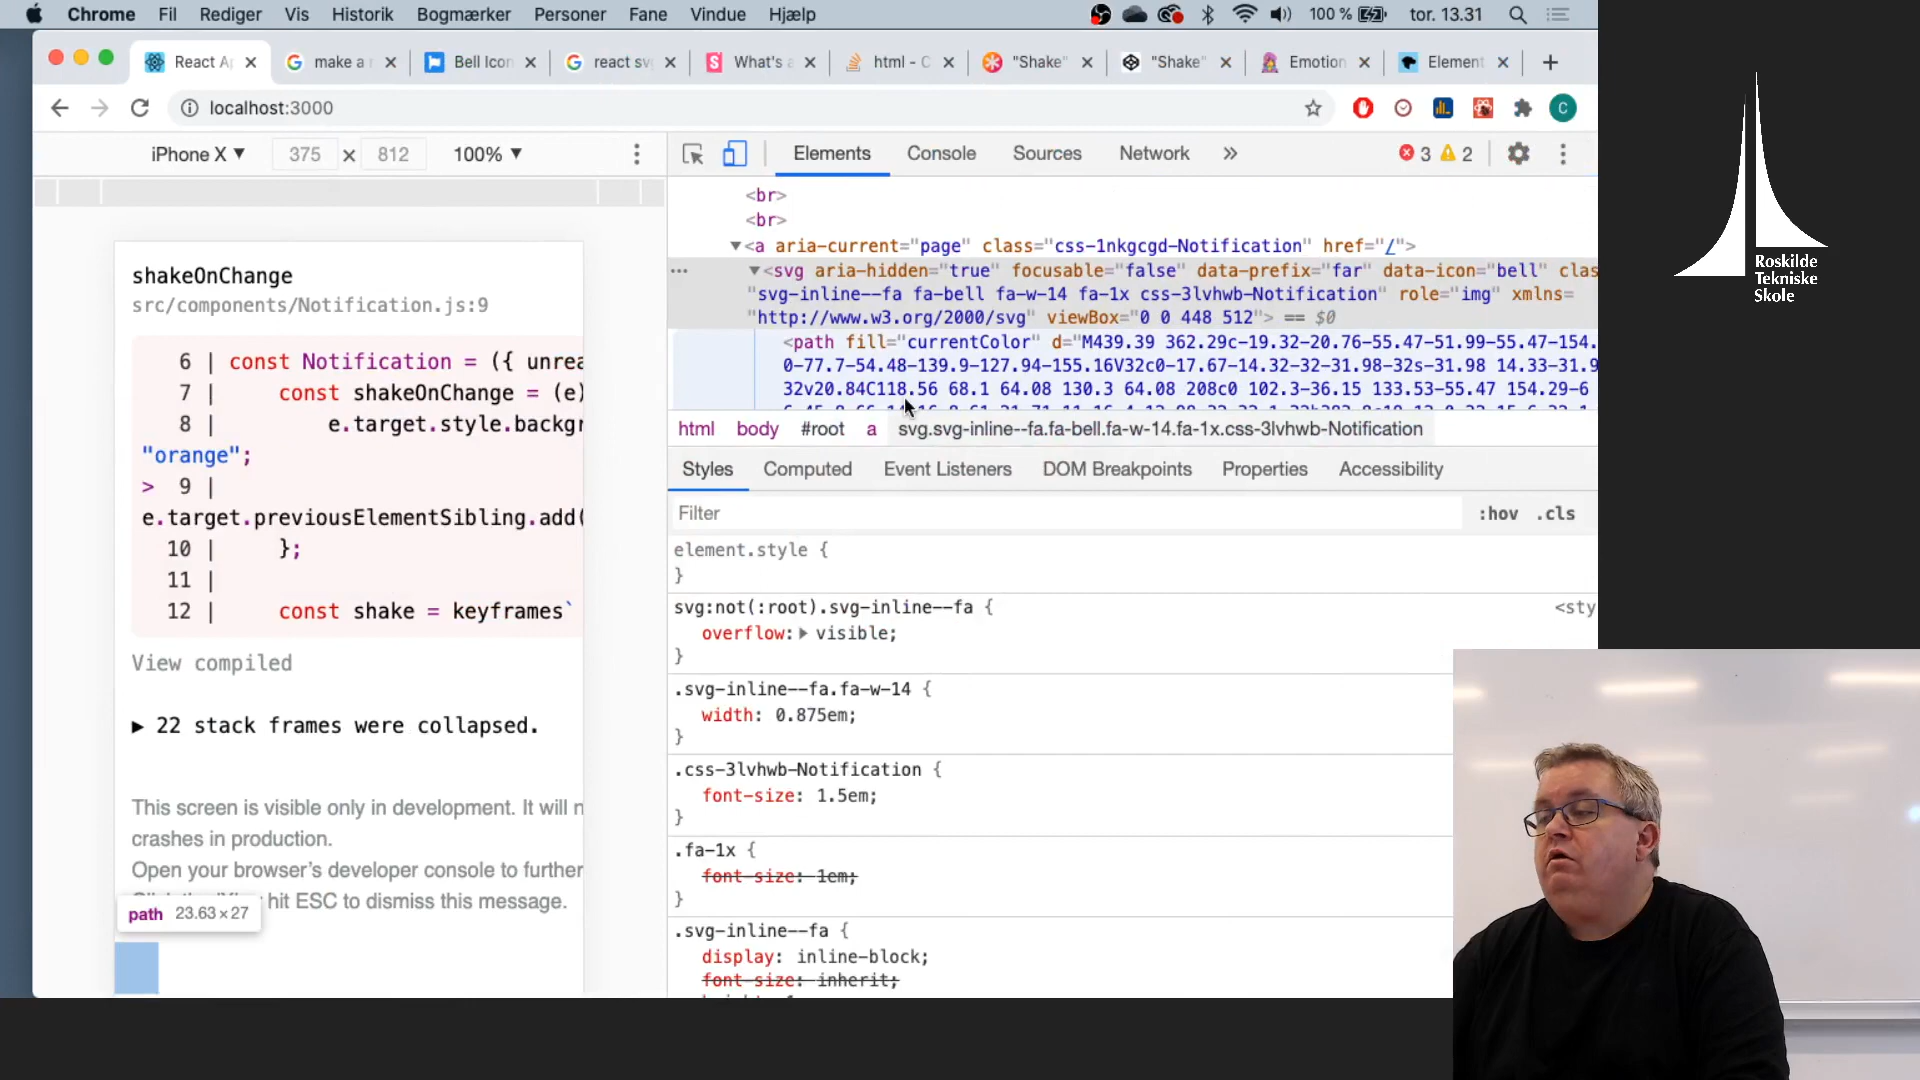 Chrome Fil Rediger Vis Historik Bogmærker Personer Fane Vindue Hjælp 100 % tor. 13.31
React A make a Bell Icon react sv What's a html - C "Shake" "Shake" Emotion Element
localhost:3000
C
iPhone X ▼ 375 × 812 100% ▼
Elements Console Sources Network » 3 2
shakeOnChange
src/components/Notification.js:9
6 | const Notification = ({ unrea
7 | const shakeOnChange = (e)
8 | e.target.style.backgr
"orange";
> 9 |
e.target.previousElementSibling.add(
10 | };
11 |
12 | const shake = keyframes`
View compiled
▶ 22 stack frames were collapsed.
This screen is visible only in development. It will n
crashes in production.
Open your browser's developer console to further
hit ESC to dismiss this message.
path 23.63 × 27
<br>
<br>
▼<a aria-current="page" class="css-1nkgcgd-Notification" href="/">
… ▼<svg aria-hidden="true" focusable="false" data-prefix="far" data-icon="bell" clas
"svg-inline--fa fa-bell fa-w-14 fa-1x css-3lvhwb-Notification" role="img" xmlns=
"http://www.w3.org/2000/svg" viewBox="0 0 448 512"> == $0
<path fill="currentColor" d="M439.39 362.29c-19.32-20.76-55.47-51.99-55.47-154.
0-77.7-54.48-139.9-127.94-155.16V32c0-17.67-14.32-32-31.98-32s-31.98 14.33-31.9
32v20.84C118.56 68.1 64.08 130.3 64.08 208c0 102.3-36.15 133.53-55.47 154.29-6
html body #root a svg.svg-inline--fa.fa-bell.fa-w-14.fa-1x.css-3lvhwb-Notification
Styles Computed Event Listeners DOM Breakpoints Properties Accessibility
Filter :hov .cls
element.style {
}
svg:not(:root).svg-inline--fa { <sty
overflow: ▶ visible;
}
.svg-inline--fa.fa-w-14 {
width: 0.875em;
}
.css-3lvhwb-Notification {
font-size: 1.5em;
}
.fa-1x {
font-size: 1em;
}
.svg-inline--fa {
display: inline-block;
font-size: inherit;
Roskilde
Tekniske
Skole